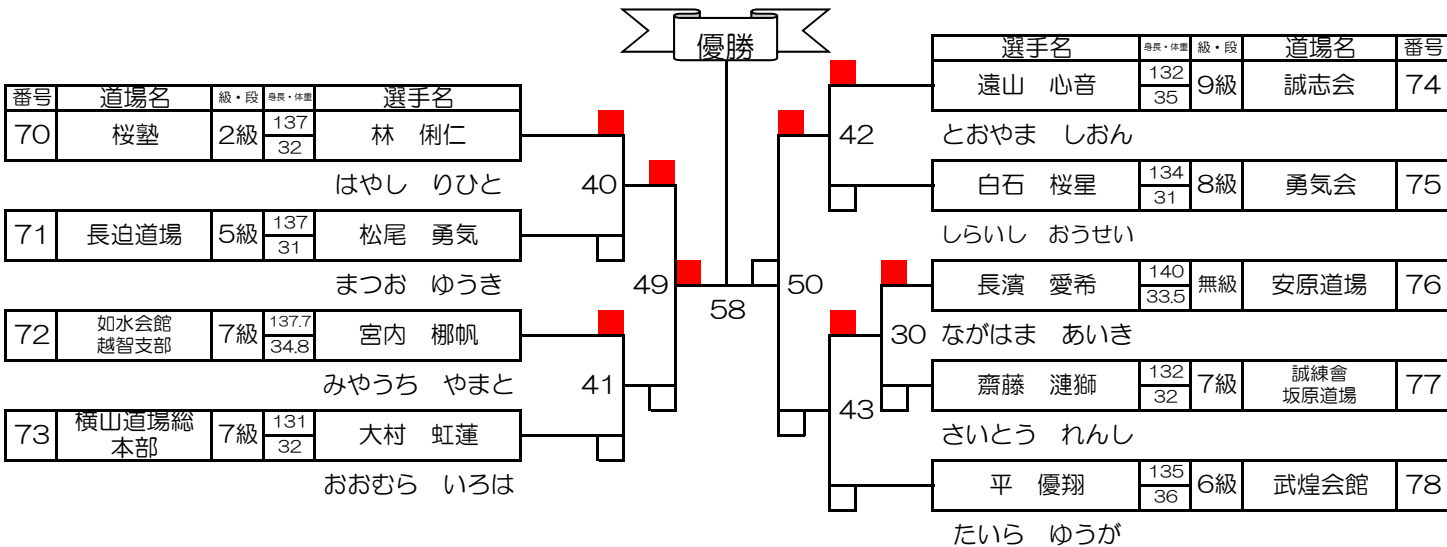 優勝
番号 道場名 級・段 身長・体重 選手名
70 桜塾 2級 137 32 林 俐仁
はやし りひと
71 長迫道場 5級 137 31 松尾 勇気
まつお ゆうき
72 如水会館 越智支部 7級 137.7 34.8 宮内 梛帆
みやうち やまと
73 横山道場総本部 7級 131 32 大村 虹蓮
おおむら いろは
40
41
49
58
50
42
43
30
選手名 身長・体重 級・段 道場名 番号
遠山 心音 132 35 9級 誠志会 74
とおやま しおん
白石 桜星 134 31 8級 勇気会 75
しらいし おうせい
長濱 愛希 140 33.5 無級 安原道場 76
ながはま あいき
齋藤 漣獅 132 32 7級 誠練會 坂原道場 77
さいとう れんし
平 優翔 135 36 6級 武煌会館 78
たいら ゆうが